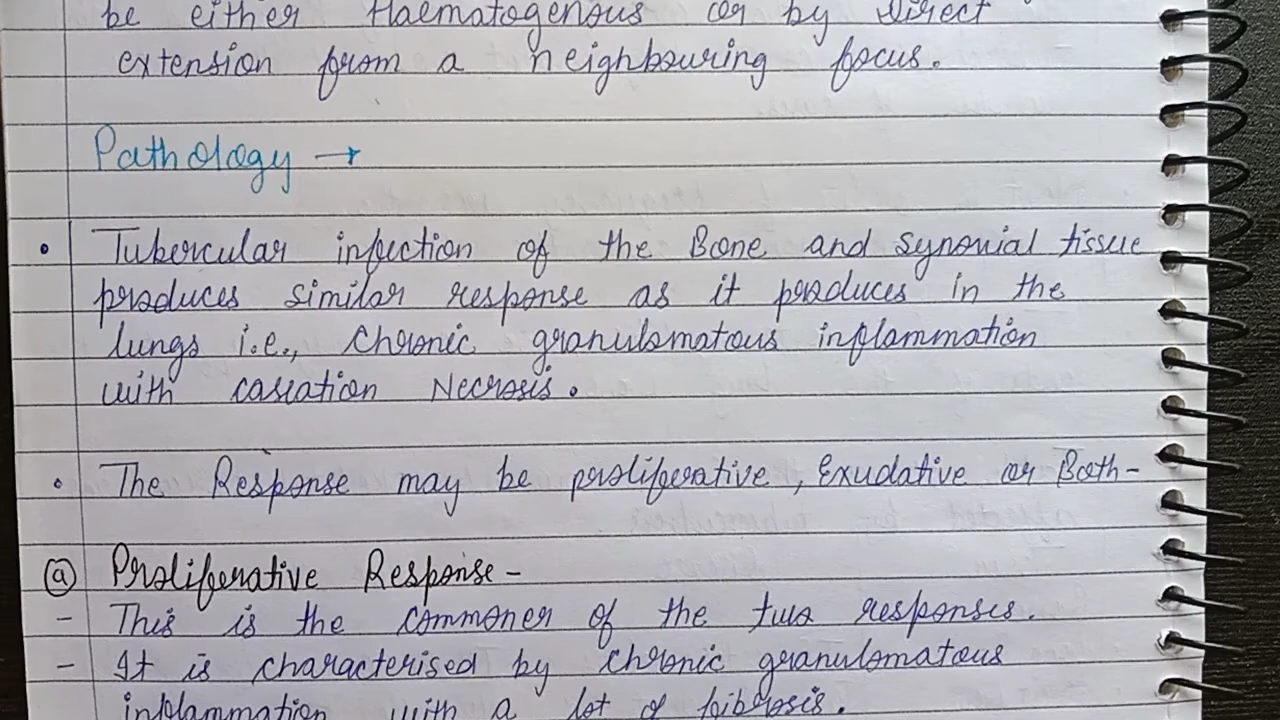 be either Haematogenous or by Direct
extension from a neighbouring focus.
Pathology →
• Tubercular infection of the Bone and synovial tissue
produces similar response as it produces in the
lungs i.e., chronic granulomatous inflammation
with caseation Necrosis.
• The Response may be proliferative, Exudative or Both-
ⓐ Proliferative Response -
- This is the commoner of the two responses.
- It is characterised by chronic granulomatous
inflammation with a lot of fibrosis.